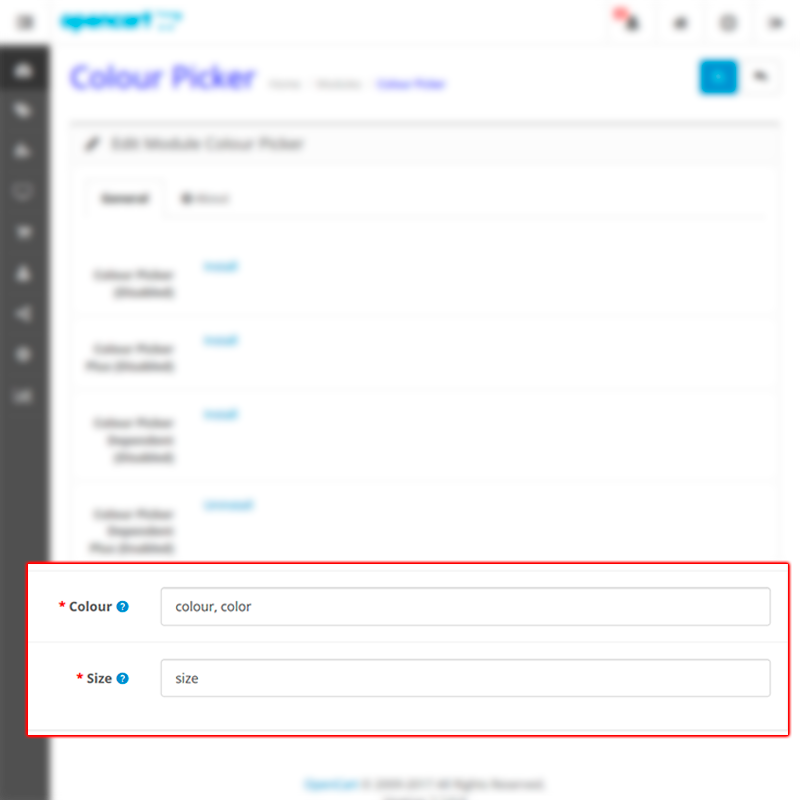 opencart
Colour Picker
Home Modules Colour Picker
Edit Module Colour Picker
General About
Colour Picker
(Disabled)
Install
Colour Picker
Plus (Disabled)
Install
Colour Picker
Dependent
(Disabled)
Install
Colour Picker
Dependent
Plus (Enabled)
Uninstall
* Colour ? colour, color
* Size ? size
OpenCart © 2009-2017 All Rights Reserved.